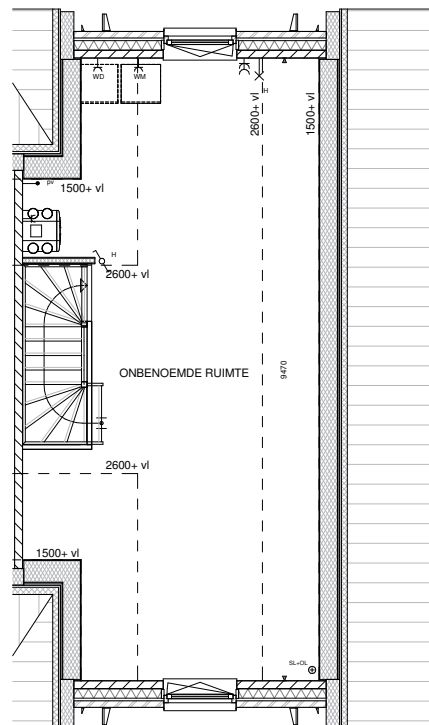 WD
WM
H
2600+ vl
1500+ vl
pv
1500+ vl
H
2600+ vl
ONBENOEMDE RUIMTE
9470
2600+ vl
1500+ vl
SL+OL